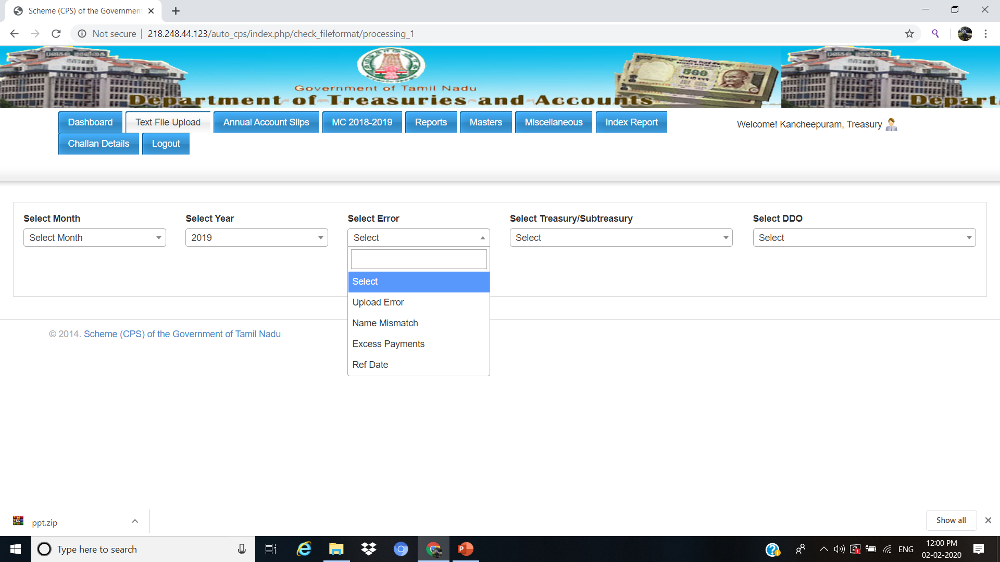 Scheme (CPS) of the Governmen
Not secure
218.248.44.123/auto_cps/index.php/check_fileformat/processing_1
Government of Tamil Nadu
Department of Treasuries and Accounts
Depart
Dashboard
Text File Upload
Annual Account Slips
MC 2018-2019
Reports
Masters
Miscellaneous
Index Report
Welcome! Kancheepuram, Treasury
Challan Details
Logout
Select Month
Select Year
Select Error
Select Treasury/Subtreasury
Select DDO
Select Month
2019
Select
Select
Select
Select
Upload Error
Name Mismatch
Excess Payments
Ref Date
© 2014. Scheme (CPS) of the Government of Tamil Nadu
ppt.zip
Show all
Type here to search
ENG
12:00 PM
02-02-2020